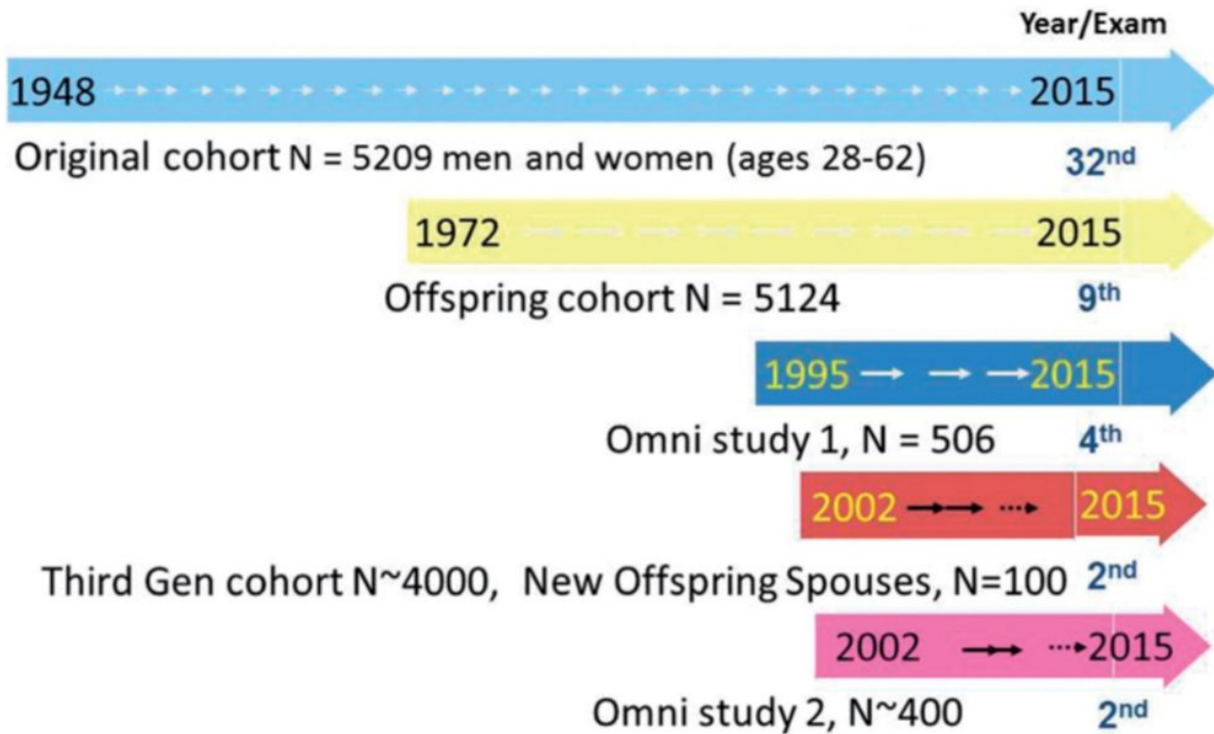 Year/Exam
1948 2015
Original cohort N = 5209 men and women (ages 28-62) 32nd
1972 2015
Offspring cohort N = 5124 9th
1995 2015
Omni study 1, N = 506 4th
2002 2015
Third Gen cohort N~4000, New Offspring Spouses, N=100 2nd
2002 2015
Omni study 2, N~400 2nd